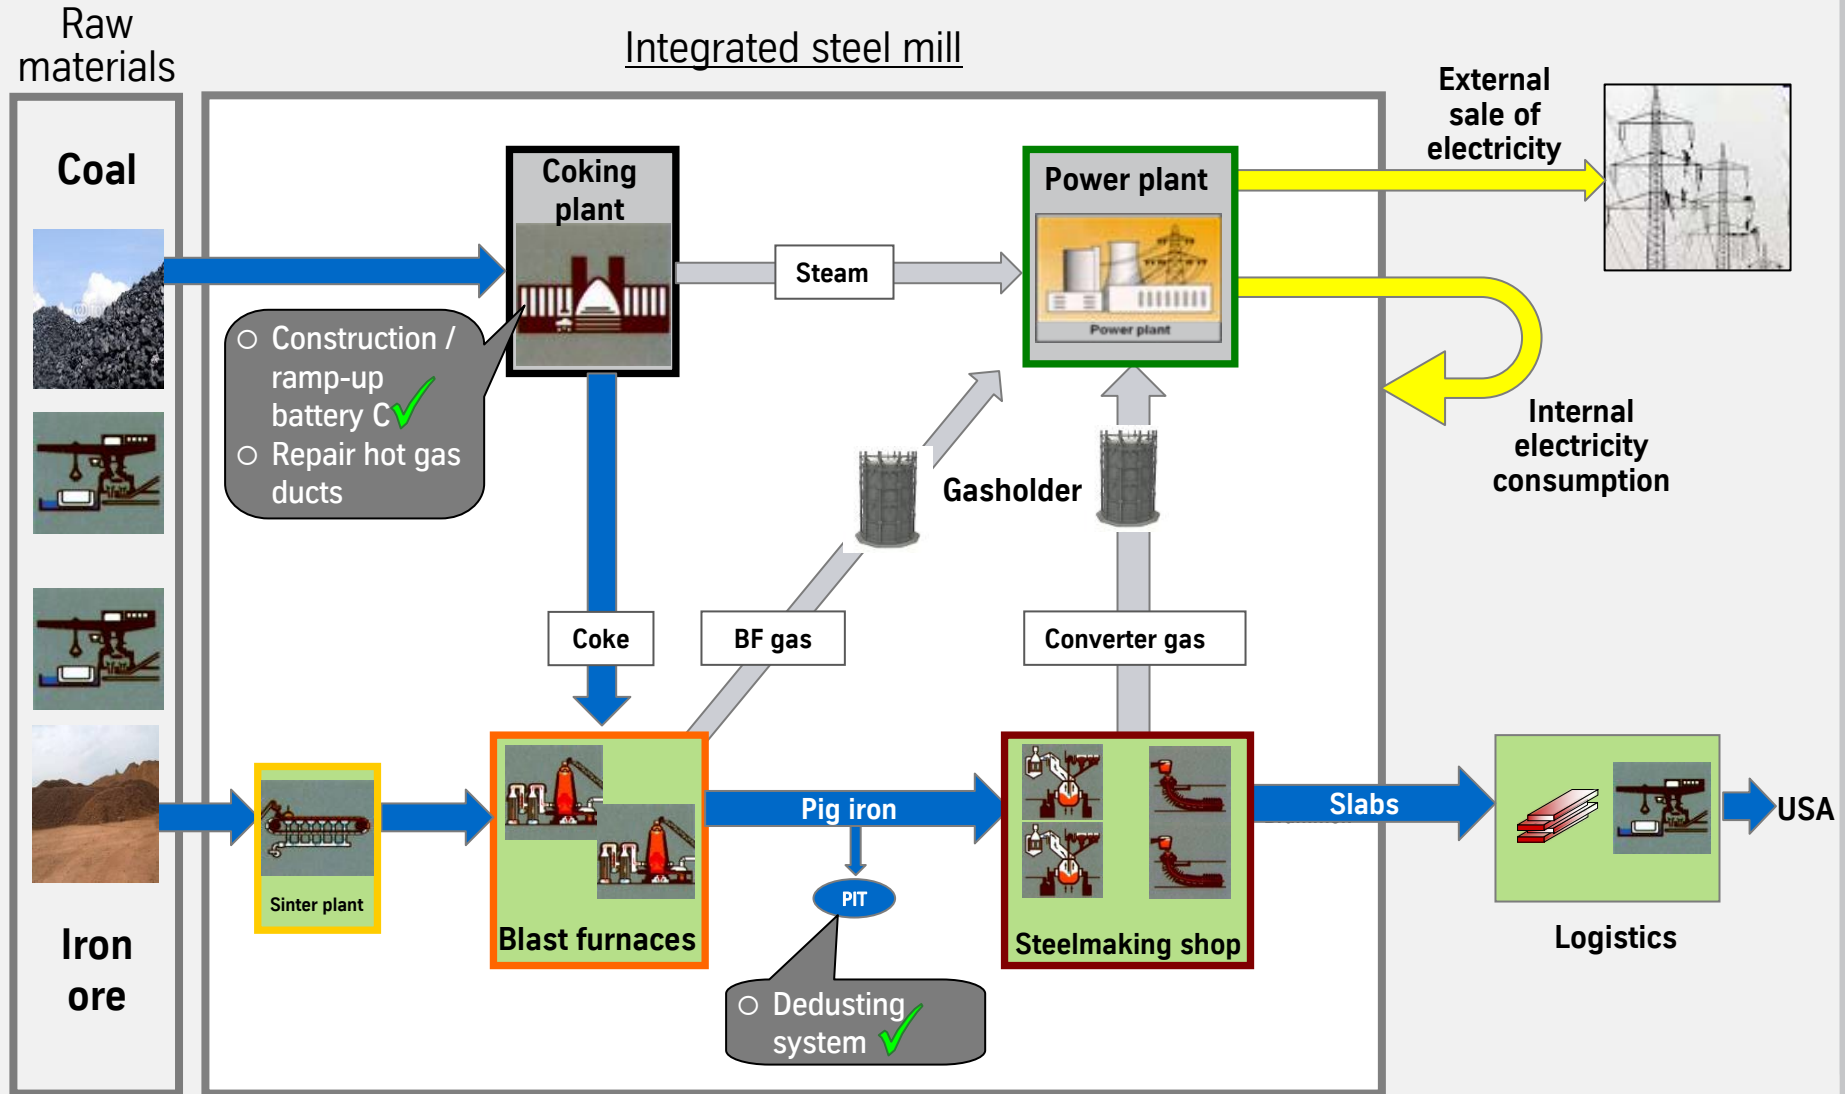 Raw
materials
Integrated steel mill
Coal
Coking
plant
Power plant
Power plant
External
sale of
electricity
Steam
○ Construction /
ramp-up
battery C
○ Repair hot gas
ducts
Internal
electricity
consumption
Gasholder
Coke
BF gas
Converter gas
Pig iron
Slabs
USA
Sinter plant
PIT
Blast furnaces
Steelmaking shop
Logistics
Iron
ore
○ Dedusting
system